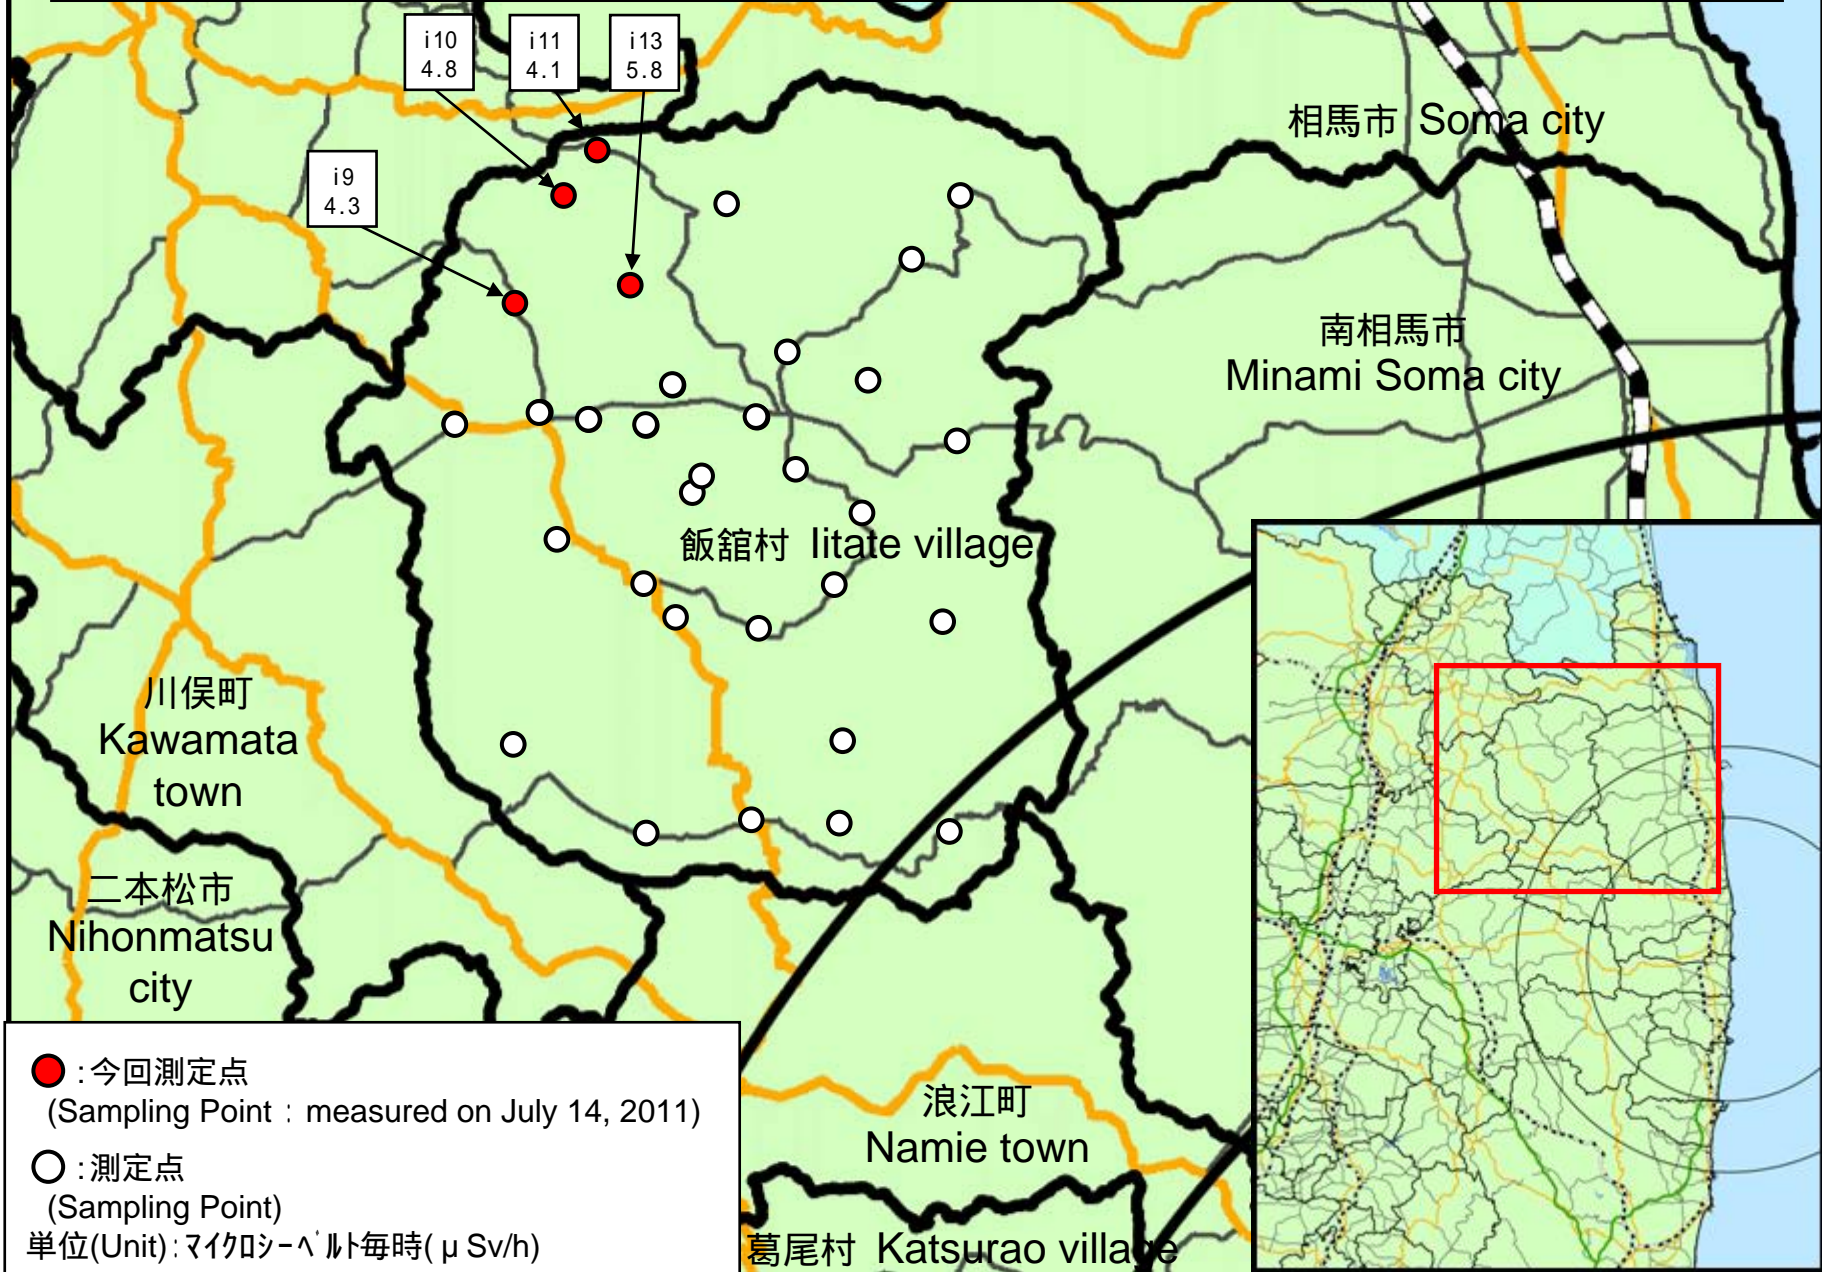 i10
4.8
i11
4.1
i13
5.8
i9
4.3
相馬市 Soma city
南相馬市
Minami Soma city
飯舘村 Iitate village
川俣町
Kawamata
town
二本松市
Nihonmatsu
city
浪江町
Namie town
葛尾村 Katsurao village
:今回測定点
(Sampling Point : measured on July 14, 2011)
:測定点
(Sampling Point)
単位(Unit):マイクロシーベルト毎時(μSv/h)